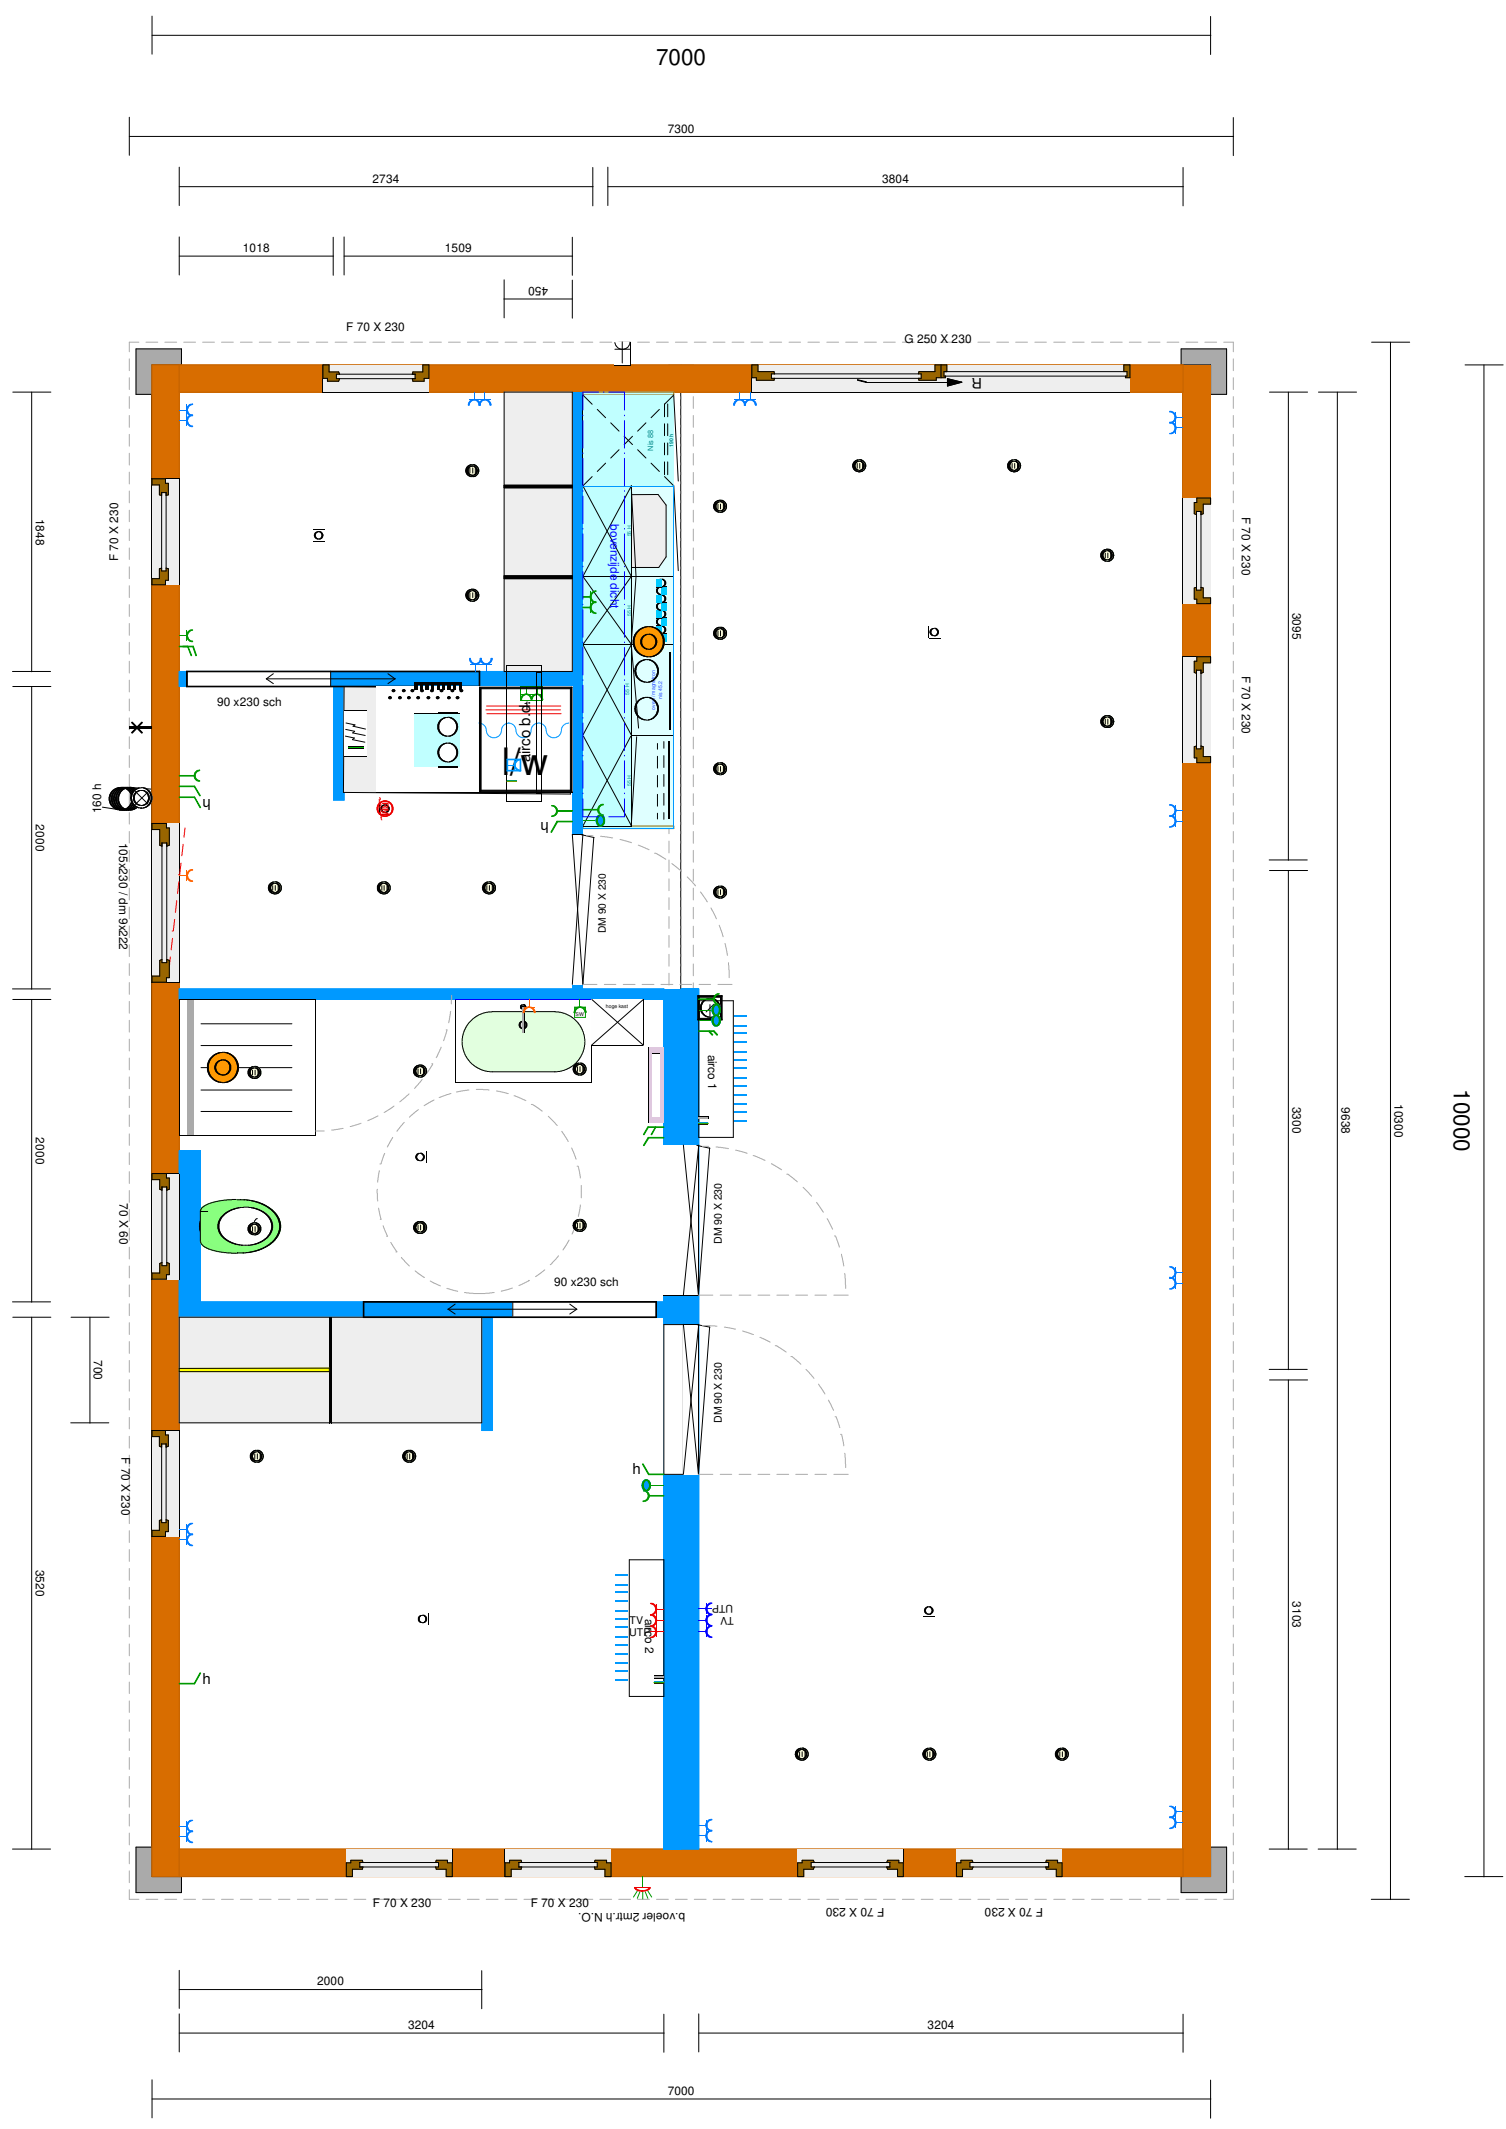 7000
7300
2734
3804
1018
1509
450
F 70 X 230
G 250 X 230
R
Nis 88
F 70 X 230
1848
bovenzijde dicht
F 70 X 230
3095
F 70 X 230
90 x230 sch
airco b.d.
h 160
h
h
2000
105x230 / dm 9x222
DM 90 X 230
hoge kast
SW
airco 1
3300
9638
10300
10000
2000
70 X 60
DM 90 X 230
90 x230 sch
700
DM 90 X 230
F 70 X 230
h
3520
TV
UTP
airco 2
UTP
TV
3103
h
F 70 X 230
F 70 X 230
b.voeler 2mtr.h N.O.
F 70 X 230
F 70 X 230
2000
3204
3204
7000